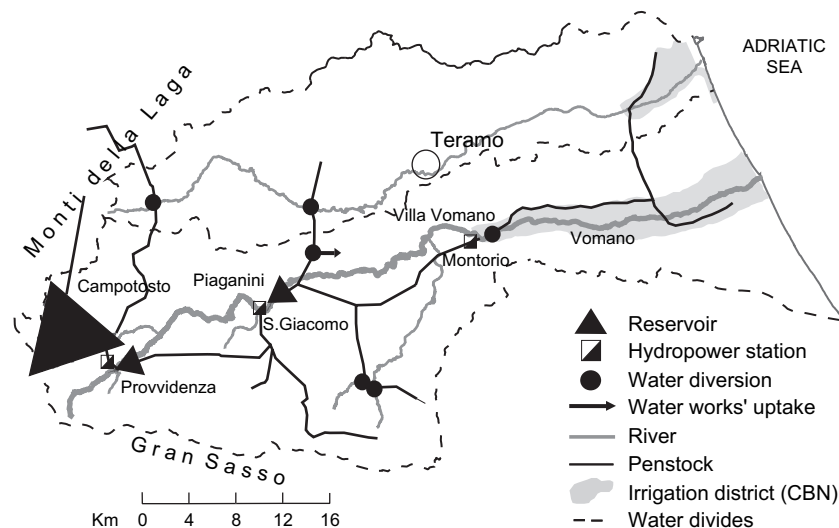 ADRIATIC
SEA
Monti della Laga
Teramo
Villa Vomano
Montorio
Vomano
Campotosto
Piaganini
S.Giacomo
Provvidenza
Gran Sasso
Reservoir
Hydropower station
Water diversion
Water works' uptake
River
Penstock
Irrigation district (CBN)
Water divides
Km 0 4 8 12 16